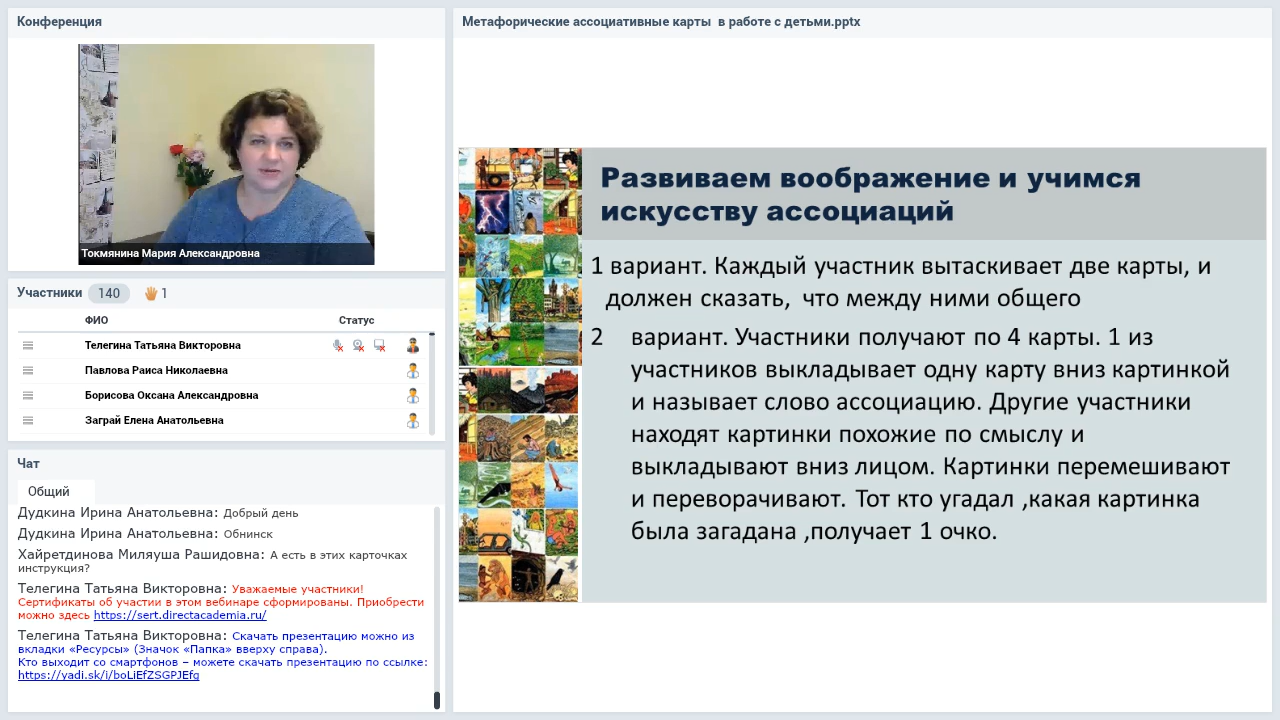 Конференция
Токмянина Мария Александровна
Участники 140 1
ФИО Статус
Телегина Татьяна Викторовна
Павлова Раиса Николаевна
Борисова Оксана Александровна
Заграй Елена Анатольевна
Чат
Общий
Дудкина Ирина Анатольевна: Добрый день
Дудкина Ирина Анатольевна: Обнинск
Хайретдинова Миляуша Рашидовна: А есть в этих карточках
инструкция?
Телегина Татьяна Викторовна: Уважаемые участники!
Сертификаты об участии в этом вебинаре сформированы. Приобрести
можно здесь https://sert.directacademia.ru/
Телегина Татьяна Викторовна: Скачать презентацию можно из
вкладки «Ресурсы» (Значок «Папка» вверху справа).
Кто выходит со смартфонов – можете скачать презентацию по ссылке:
https://yadi.sk/i/boLiEfZSGPJEfg
Метафорические ассоциативные карты в работе с детьми.pptx
Развиваем воображение и учимся
искусству ассоциаций
1 вариант. Каждый участник вытаскивает две карты, и
должен сказать, что между ними общего
2 вариант. Участники получают по 4 карты. 1 из
участников выкладывает одну карту вниз картинкой
и называет слово ассоциацию. Другие участники
находят картинки похожие по смыслу и
выкладывают вниз лицом. Картинки перемешивают
и переворачивают. Тот кто угадал ,какая картинка
была загадана ,получает 1 очко.